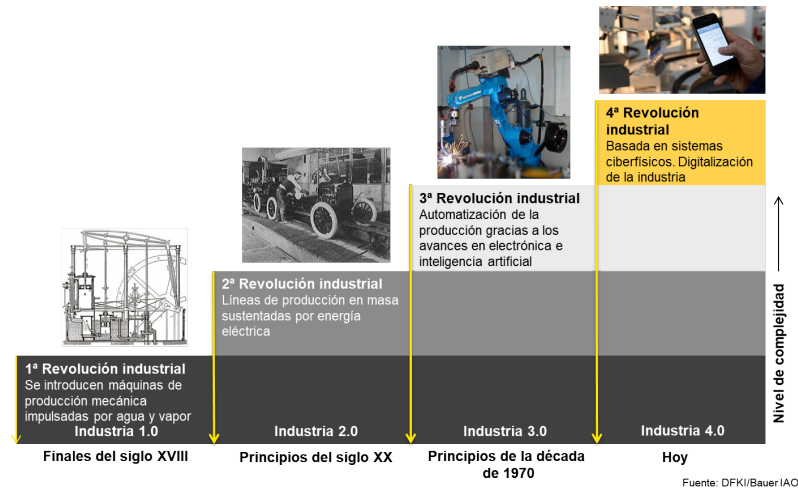 4ª Revolución
industrial
Basada en sistemas
ciberfísicos. Digitalización
de la industria
3ª Revolución industrial
Automatización de la
producción gracias a los
avances en electrónica e
inteligencia artificial
2ª Revolución industrial
Líneas de producción en masa
sustentadas por energía
eléctrica
1ª Revolución industrial
Se introducen máquinas de
producción mecánica
impulsadas por agua y vapor
Industria 1.0
Industria 2.0
Industria 3.0
Industria 4.0
Finales del siglo XVIII
Principios del siglo XX
Principios de la década
de 1970
Hoy
Nivel de complejidad
Fuente: DFKI/Bauer IAO